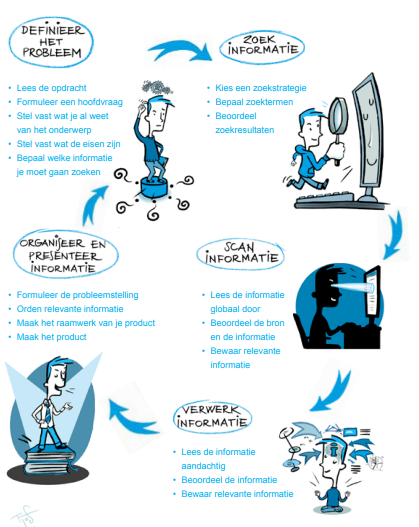 DEFINIEER
HET
PROBLEEM
• Lees de opdracht
• Formuleer een hoofdvraag
• Stel vast wat je al weet
van het onderwerp
• Stel vast wat de eisen zijn
• Bepaal welke informatie
je moet gaan zoeken
ZOEK
INFORMATIE
• Kies een zoekstrategie
• Bepaal zoektermen
• Beoordeel
zoekresultaten
SCAN
INFORMATIE
• Lees de informatie
globaal door
• Beoordeel de bron
en de informatie
• Bewaar relevante
informatie
VERWERK
INFORMATIE
• Lees de informatie
aandachtig
• Beoordeel de informatie
• Bewaar relevante informatie
ORGANISEER EN
PRESENTEER
INFORMATIE
• Formuleer de probleemstelling
• Orden relevante informatie
• Maak het raamwerk van je product
• Maak het product